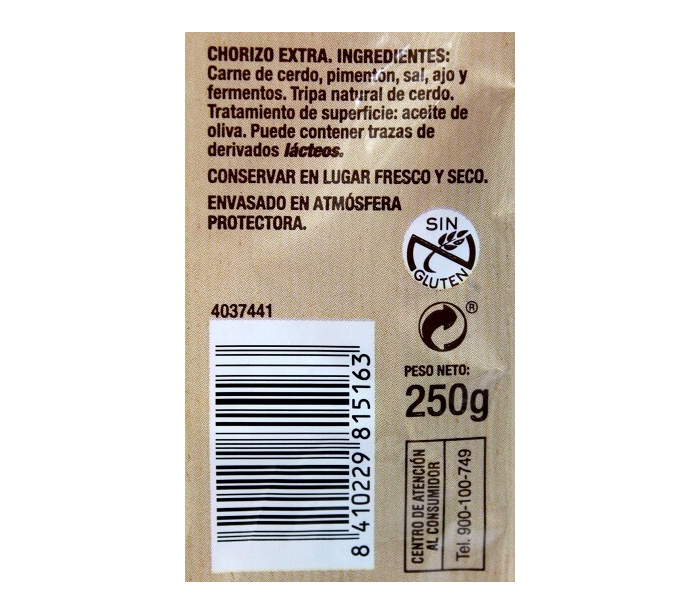 CHORIZO EXTRA. INGREDIENTES:
Carne de cerdo, pimentón, sal, ajo y
fermentos. Tripa natural de cerdo.
Tratamiento de superficie: aceite de
oliva. Puede contener trazas de
derivados lácteos.
CONSERVAR EN LUGAR FRESCO Y SECO.
ENVASADO EN ATMÓSFERA
PROTECTORA.
SIN
GLUTEN
4037441
®
PESO NETO:
250g
8 410229 815163
CENTRO DE ATENCIÓN
AL CONSUMIDOR
Tel. 900-100-749